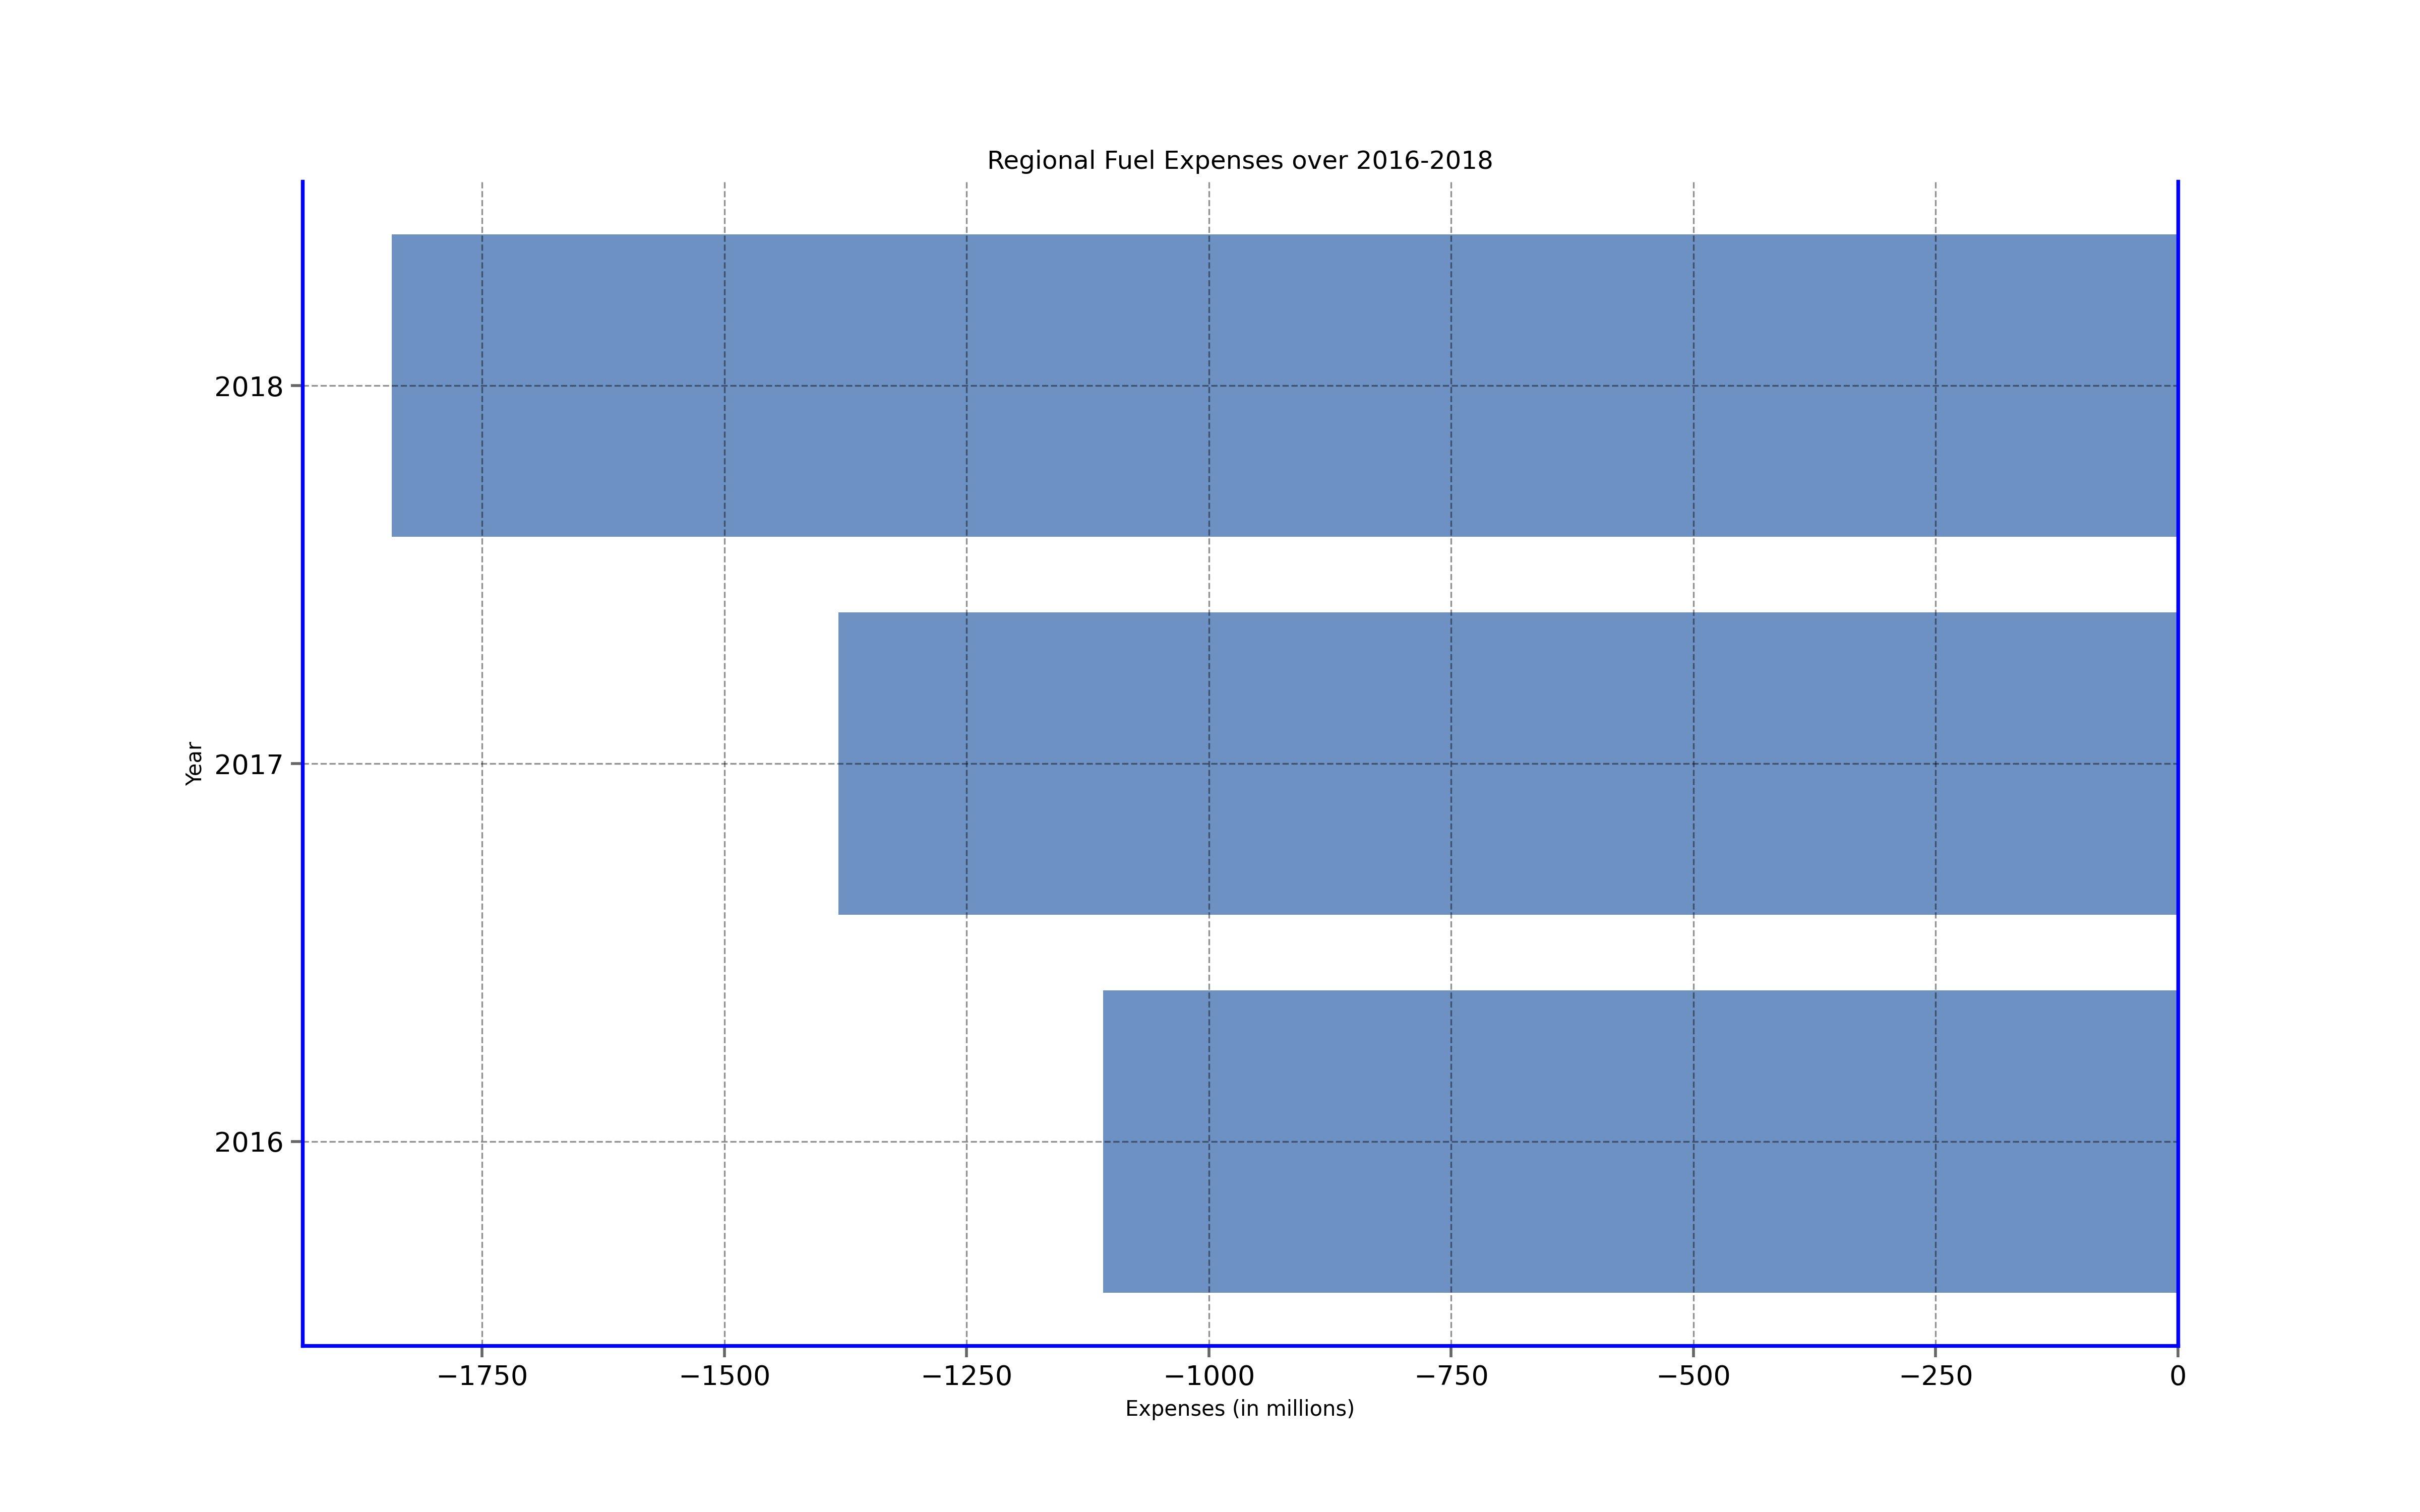 Regional Fuel Expenses over 2016-2018
2018
2017
2016
Year
−1750 −1500 −1250 −1000 −750 −500 −250 0
Expenses (in millions)